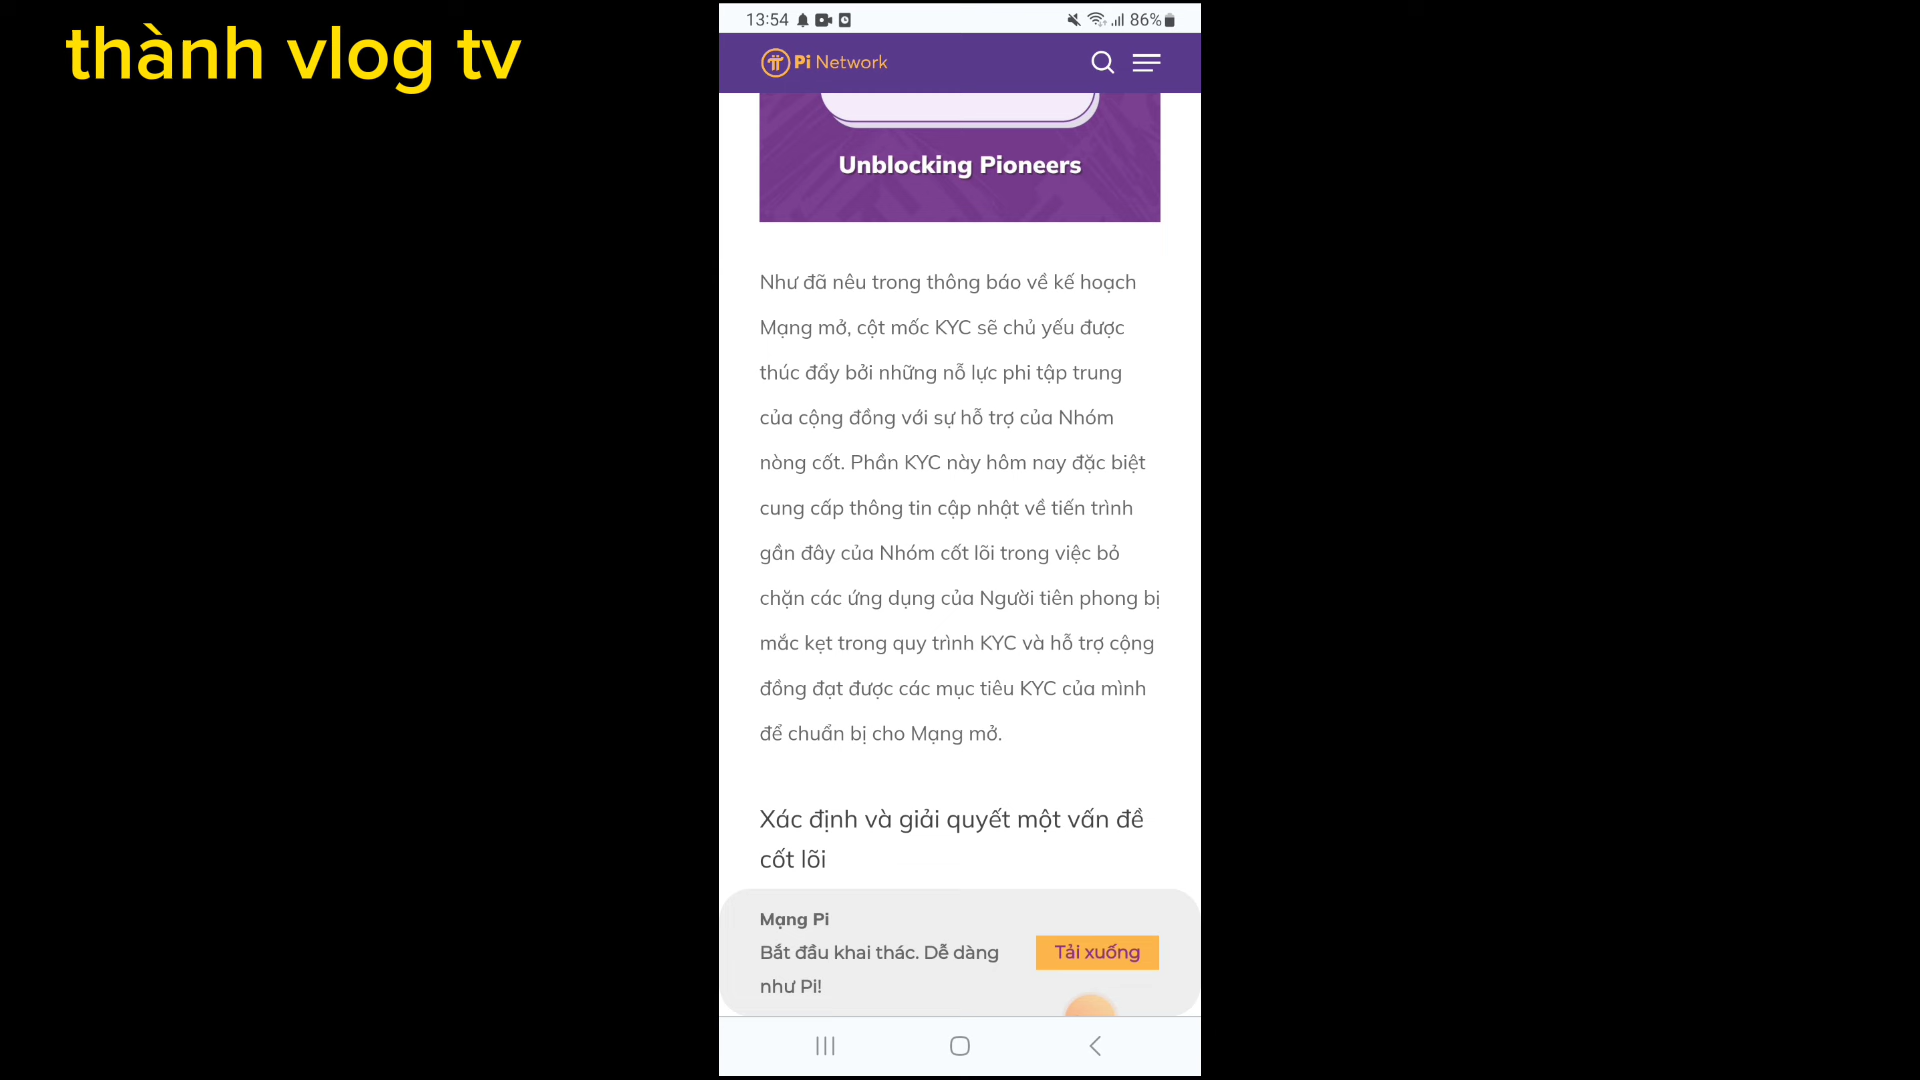 thành vlog tv
13:54
86%
Pi Network
Unblocking Pioneers
Như đã nêu trong thông báo về kế hoạch
Mạng mở, cột mốc KYC sẽ chủ yếu được
thúc đẩy bởi những nỗ lực phi tập trung
của cộng đồng với sự hỗ trợ của Nhóm
nòng cốt. Phần KYC này hôm nay đặc biệt
cung cấp thông tin cập nhật về tiến trình
gần đây của Nhóm cốt lõi trong việc bỏ
chặn các ứng dụng của Người tiên phong bị
mắc kẹt trong quy trình KYC và hỗ trợ cộng
đồng đạt được các mục tiêu KYC của mình
để chuẩn bị cho Mạng mở.
Xác định và giải quyết một vấn đề
cốt lõi
Mạng Pi
Bắt đầu khai thác. Dễ dàng
như Pi!
Tải xuống